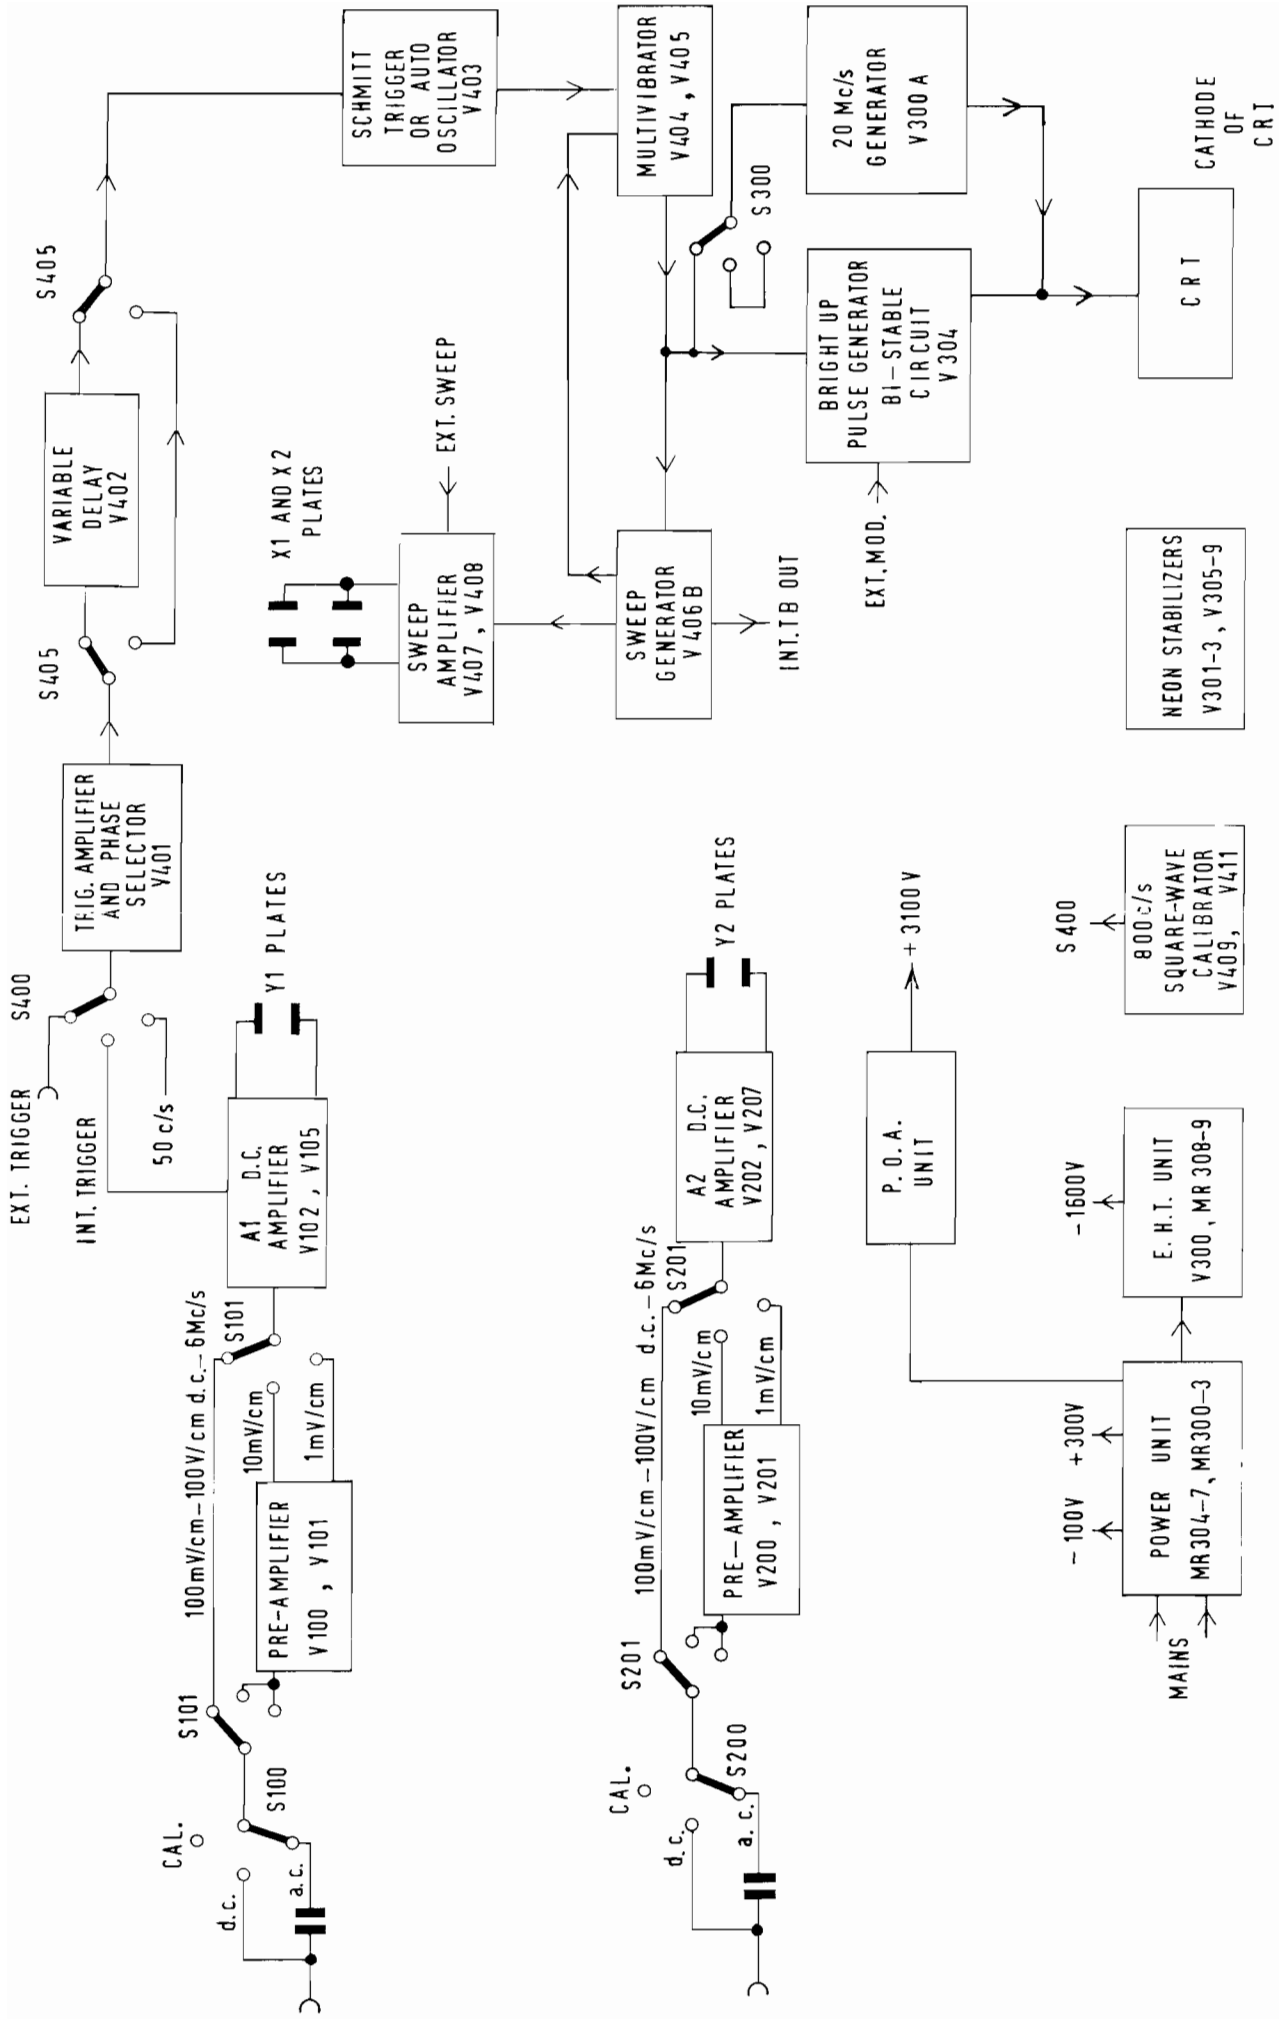 EXT. TRIGGER
S400
INT. TRIGGER
50 c/s
TRIG. AMPLIFIER
AND PHASE
SELECTOR
V401
S405
VARIABLE
DELAY
V402
S405
SCHMITT
TRIGGER
OR AUTO
OSCILLATOR
V403
CAL.
d.c.
a.c.
S100
S101
100mV/cm–100V/cm d.c.–6Mc/s
PRE-AMPLIFIER
V100 , V101
10mV/cm
1mV/cm
S101
A1 D.C.
AMPLIFIER
V102 , V105
Y1 PLATES
X1 AND X2
PLATES
SWEEP
AMPLIFIER
V407 , V408
EXT. SWEEP
SWEEP
GENERATOR
V406B
INT. TB OUT
MULTIVIBRATOR
V404 , V405
S300
20 Mc/s
GENERATOR
V300A
EXT. MOD.
BRIGHT UP
PULSE GENERATOR
BI-STABLE
CIRCUIT
V304
CRT
CATHODE
OF
CRT
CAL.
d.c.
a.c.
S200
S201
100mV/cm–100V/cm d.c.–6Mc/s
PRE-AMPLIFIER
V200 , V201
10mV/cm
1mV/cm
S201
A2 D.C.
AMPLIFIER
V202 , V207
Y2 PLATES
P.O.A.
UNIT
+3100V
MAINS
-100V
+300V
POWER UNIT
MR304-7, MR300-3
-1600V
E.H.T. UNIT
V300, MR308-9
S400
800c/s
SQUARE-WAVE
CALIBRATOR
V409, V411
NEON STABILIZERS
V301-3, V305-9